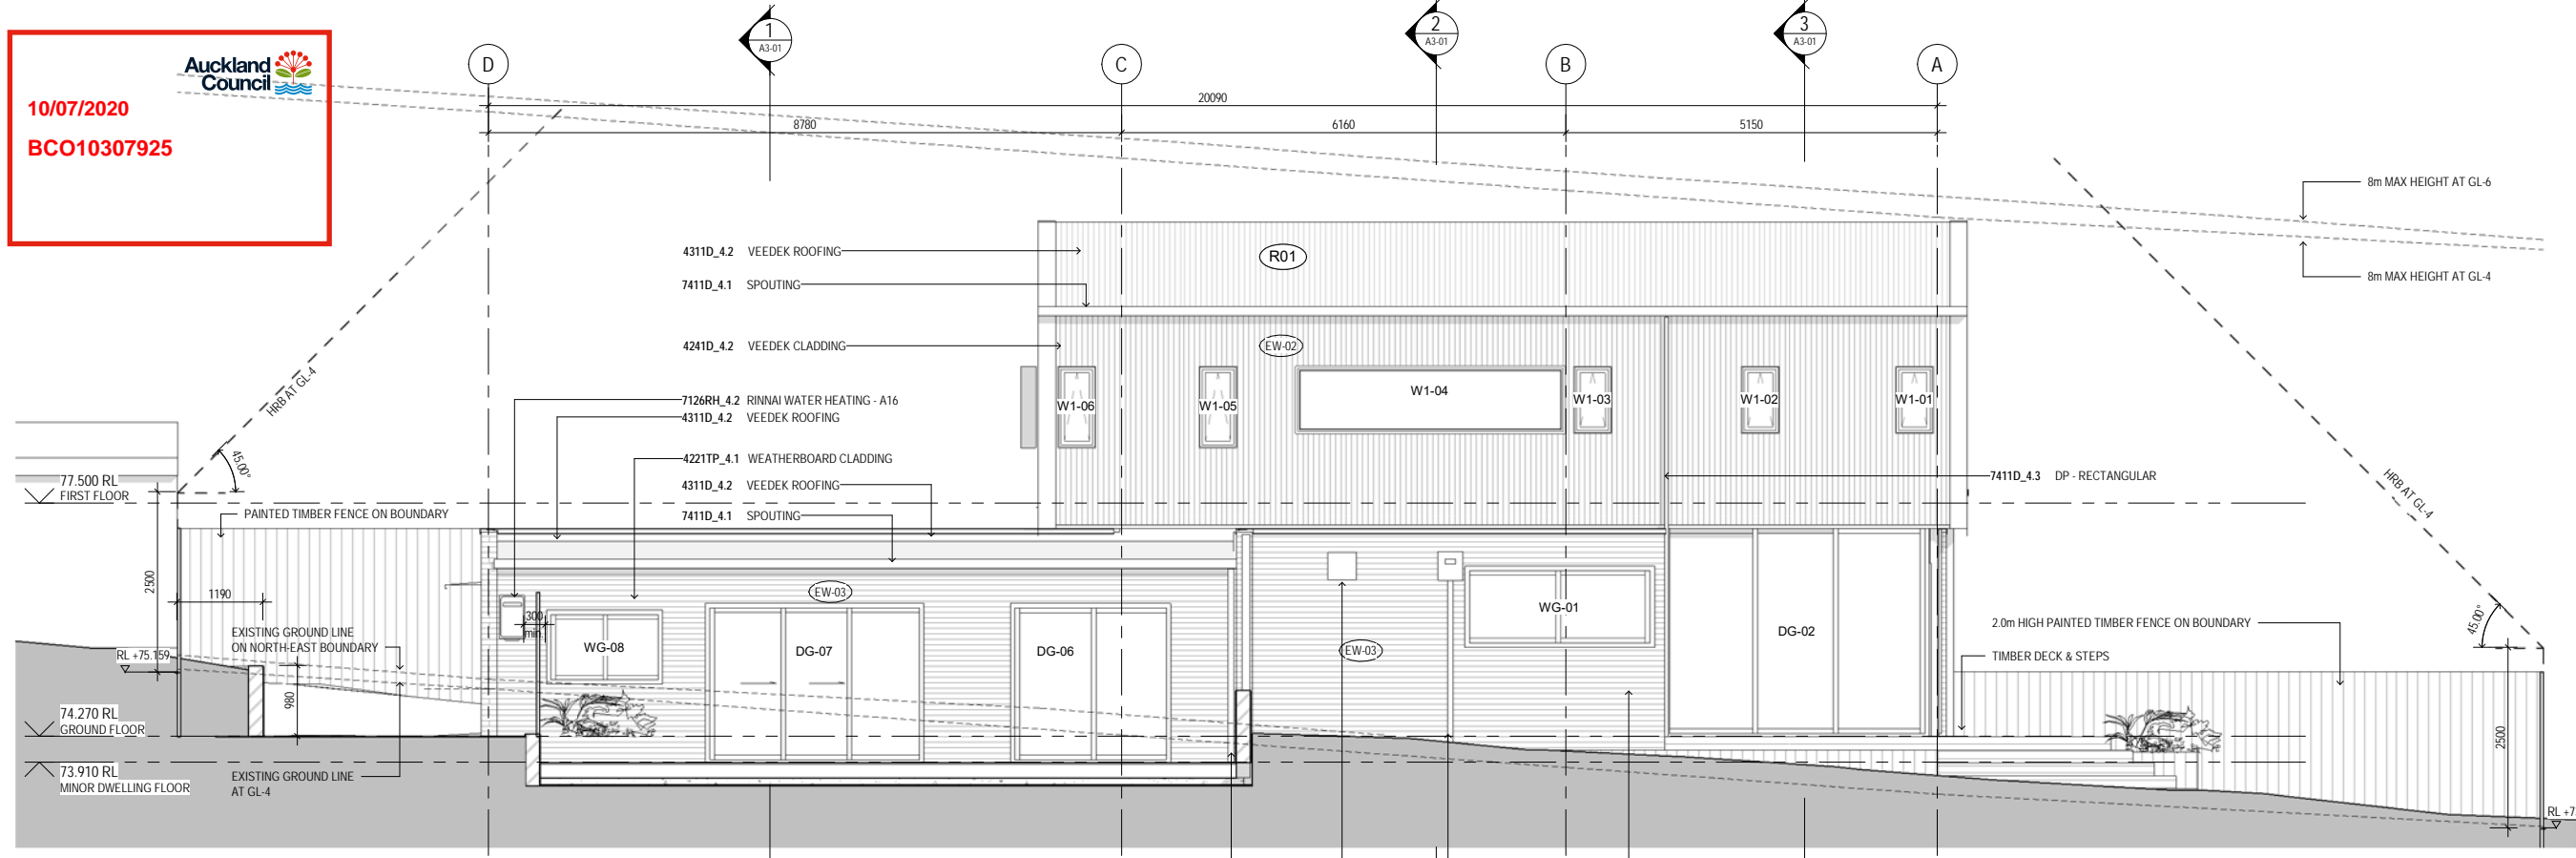 Auckland
Council
10/07/2020
BCO10307925
1
A3-01
2
A3-01
3
A3-01
D
C
B
A
20090
8780
6160
5150
8m MAX HEIGHT AT GL-6
8m MAX HEIGHT AT GL-4
4311D_4.2 VEEDEK ROOFING
R01
7411D_4.1 SPOUTING
4241D_4.2 VEEDEK CLADDING
EW-02
HRB AT GL-4
7126RH_4.2 RINNAI WATER HEATING - A16
4311D_4.2 VEEDEK ROOFING
W1-06
W1-05
W1-04
W1-03
W1-02
W1-01
45.00°
4221TP_4.1 WEATHERBOARD CLADDING
77.500 RL
FIRST FLOOR
4311D_4.2 VEEDEK ROOFING
7411D_4.3 DP - RECTANGULAR
HRB AT GL-4
PAINTED TIMBER FENCE ON BOUNDARY
7411D_4.1 SPOUTING
2500
1190
EW-03
300
min.
WG-08
DG-07
DG-06
EW-03
WG-01
DG-02
45.00°
2.0m HIGH PAINTED TIMBER FENCE ON BOUNDARY
EXISTING GROUND LINE
ON NORTH-EAST BOUNDARY
RL +75.159
TIMBER DECK & STEPS
980
74.270 RL
GROUND FLOOR
2500
73.910 RL
MINOR DWELLING FLOOR
EXISTING GROUND LINE
AT GL-4
RL +7